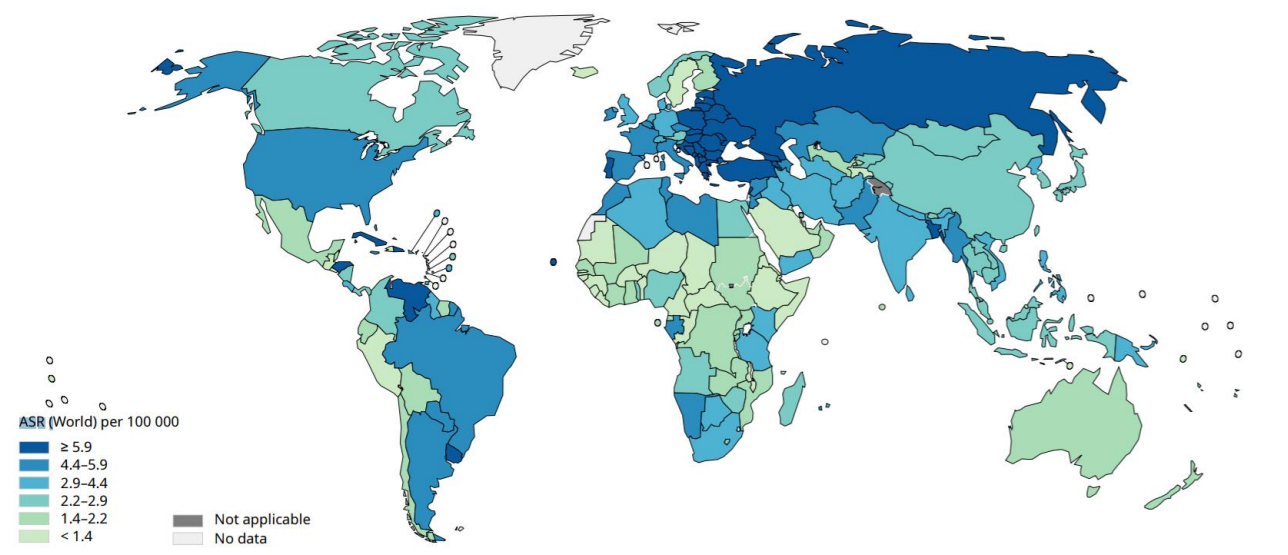 ASR (World) per 100 000
≥ 5.9
4.4–5.9
2.9–4.4
2.2–2.9
1.4–2.2
< 1.4
Not applicable
No data